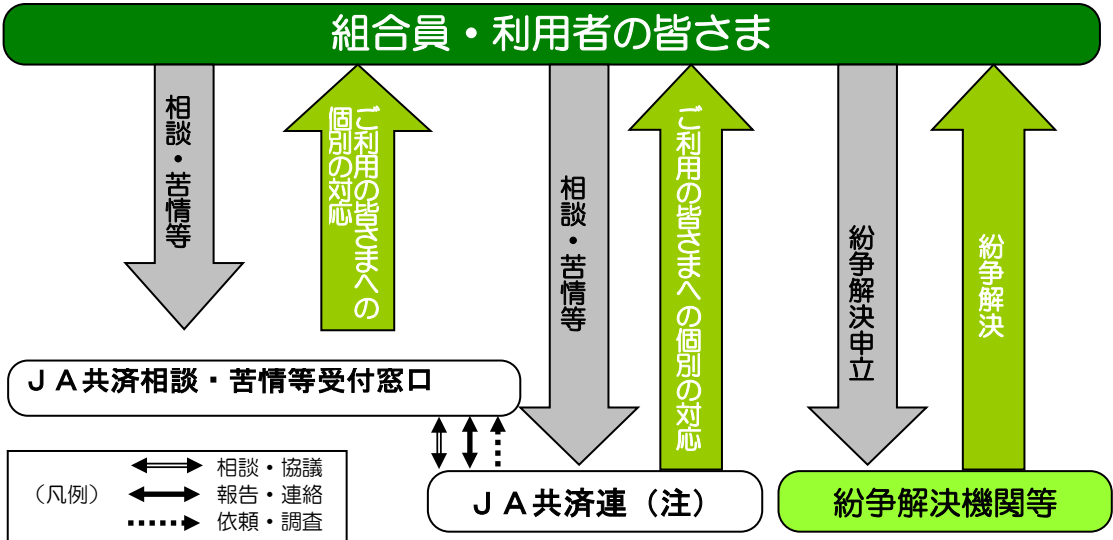 組合員・利用者の皆さま
相談・苦情等
ご利用の皆さまへの
個別の対応
相談・苦情等
ご利用の皆さまへの個別の対応
紛争解決申立
紛争解決
ＪＡ共済相談・苦情等受付窓口
ＪＡ共済連（注）
紛争解決機関等
（凡例）
相談・協議
報告・連絡
依頼・調査